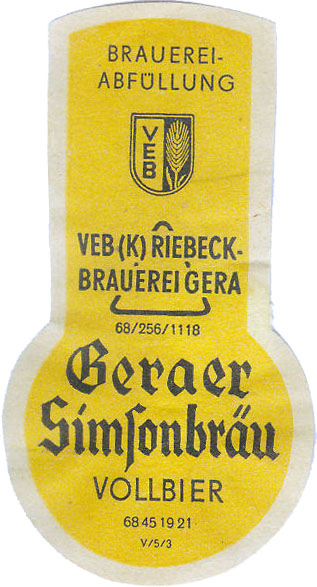 BRAUEREI-
ABFÜLLUNG
VEB
VEB (K) RIEBECK-
BRAUEREI GERA
68/256/1118
Geraer
Simſonbräu
VOLLBIER
68 45 19 21
V/5/3